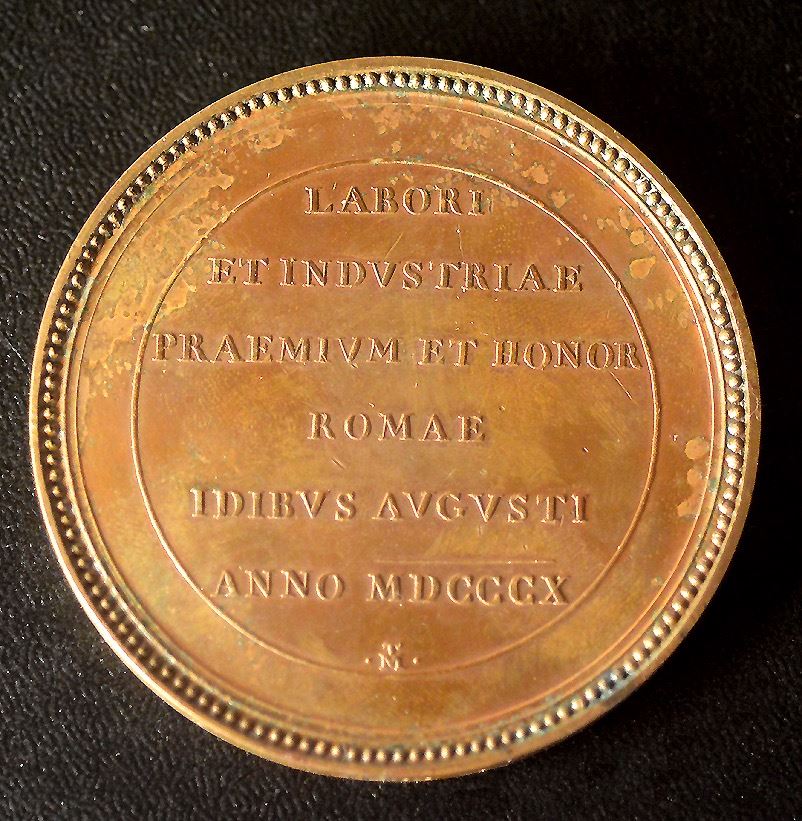 LABORI
ET INDVSTRIAE
PRAEMIVM ET HONOR
ROMAE
IDIBVS AVGVSTI
ANNO MDCCCX